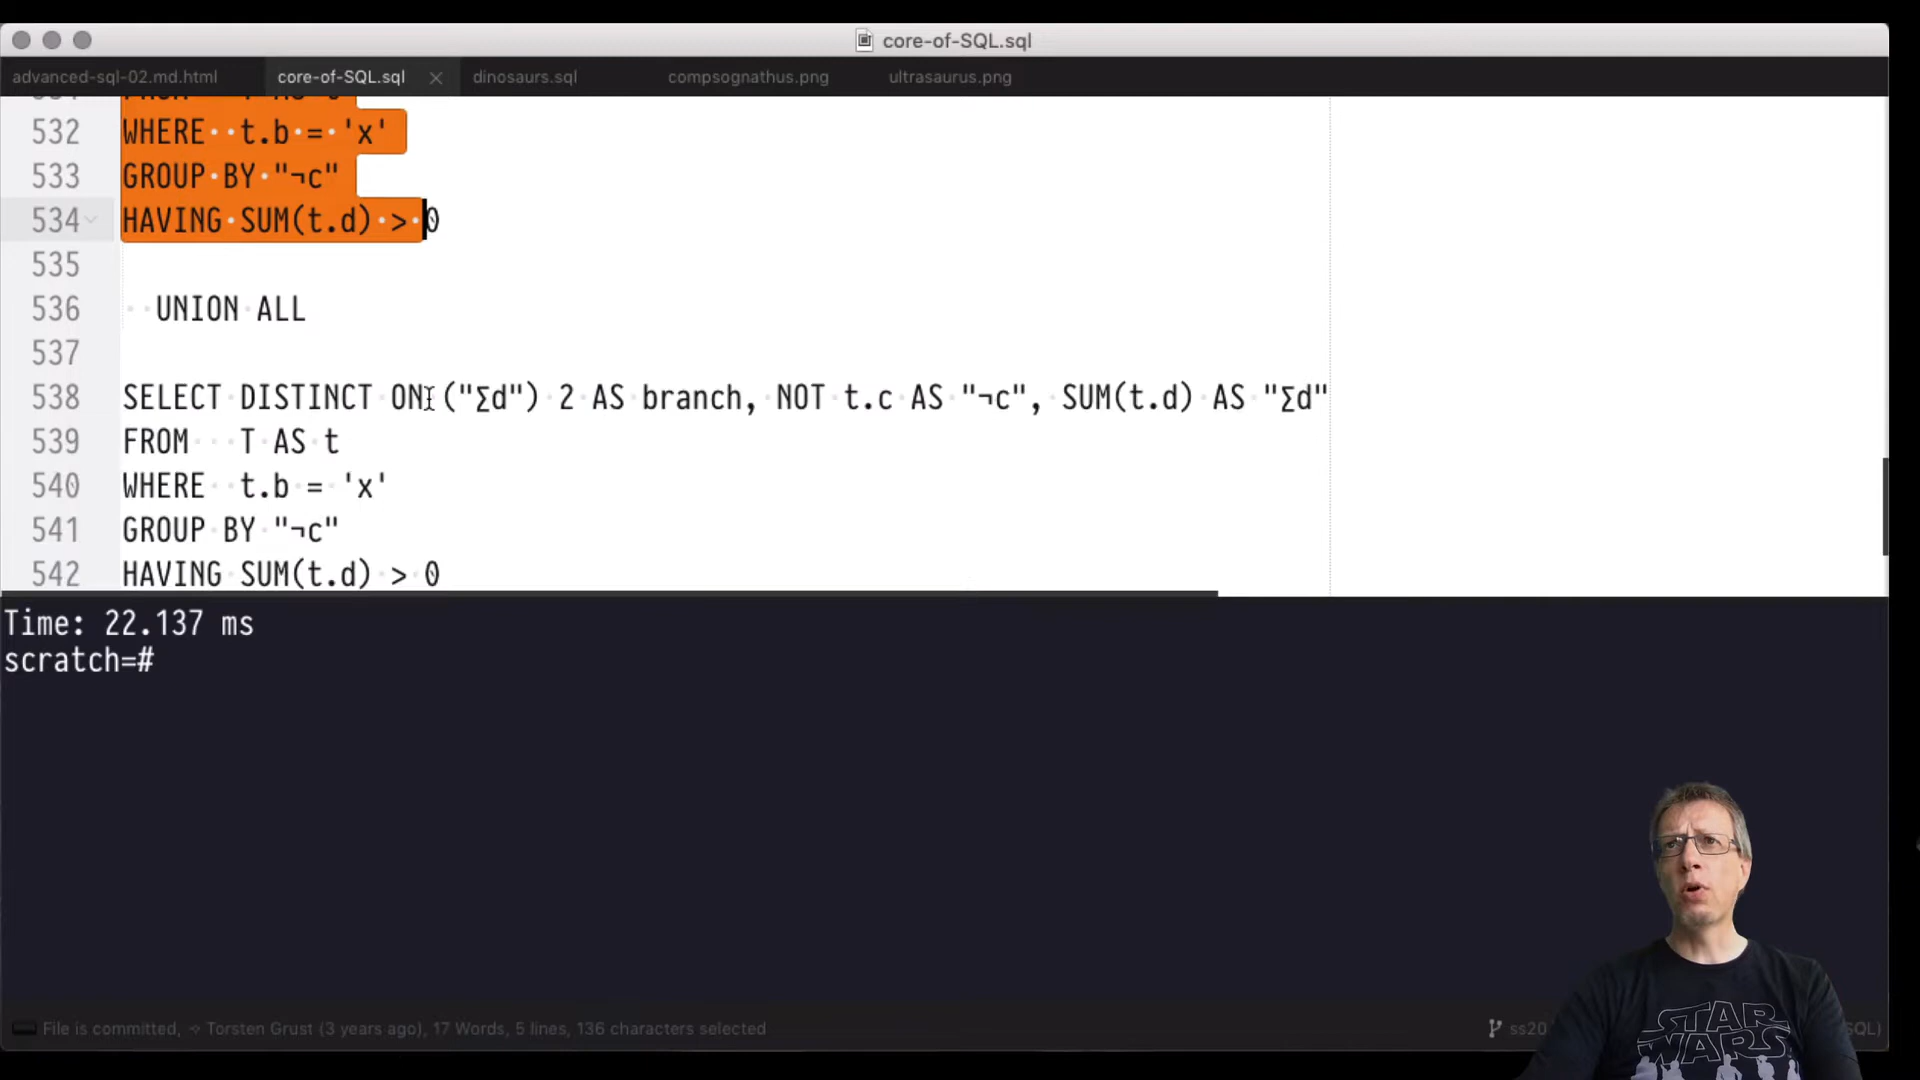 core-of-SQL.sql
advanced-sql-02.md.html core-of-SQL.sql × dinosaurs.sql compsognathus.png ultrasaurus.png
532 WHERE t.b = 'x'
533 GROUP BY "¬c"
534 HAVING SUM(t.d) > 0
535
536 UNION ALL
537
538 SELECT DISTINCT ON ("∑d") 2 AS branch, NOT t.c AS "¬c", SUM(t.d) AS "∑d"
539 FROM T AS t
540 WHERE t.b = 'x'
541 GROUP BY "¬c"
542 HAVING SUM(t.d) > 0
Time: 22.137 ms
scratch=#
File is committed, Torsten Grust (3 years ago), 17 Words, 5 lines, 136 characters selected ss20 SQL)
STAR
WARS